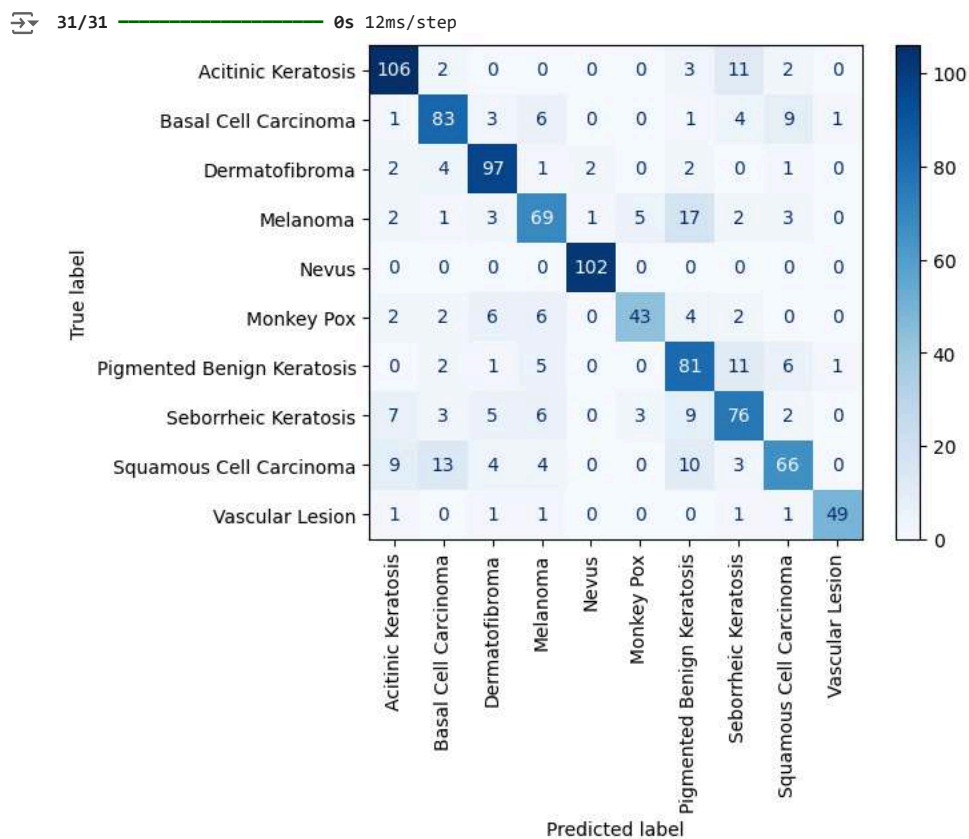 31/31 ━━━━━━━━━━━━━━━━━━━━ 0s 12ms/step
Acitinic Keratosis 106 2 0 0 0 0 3 11 2 0
Basal Cell Carcinoma 1 83 3 6 0 0 1 4 9 1
Dermatofibroma 2 4 97 1 2 0 2 0 1 0
Melanoma 2 1 3 69 1 5 17 2 3 0
Nevus 0 0 0 0 102 0 0 0 0 0
Monkey Pox 2 2 6 6 0 43 4 2 0 0
Pigmented Benign Keratosis 0 2 1 5 0 0 81 11 6 1
Seborrheic Keratosis 7 3 5 6 0 3 9 76 2 0
Squamous Cell Carcinoma 9 13 4 4 0 0 10 3 66 0
Vascular Lesion 1 0 1 1 0 0 0 1 1 49
True label
Acitinic Keratosis
Basal Cell Carcinoma
Dermatofibroma
Melanoma
Nevus
Monkey Pox
Pigmented Benign Keratosis
Seborrheic Keratosis
Squamous Cell Carcinoma
Vascular Lesion
Predicted label
100
80
60
40
20
0